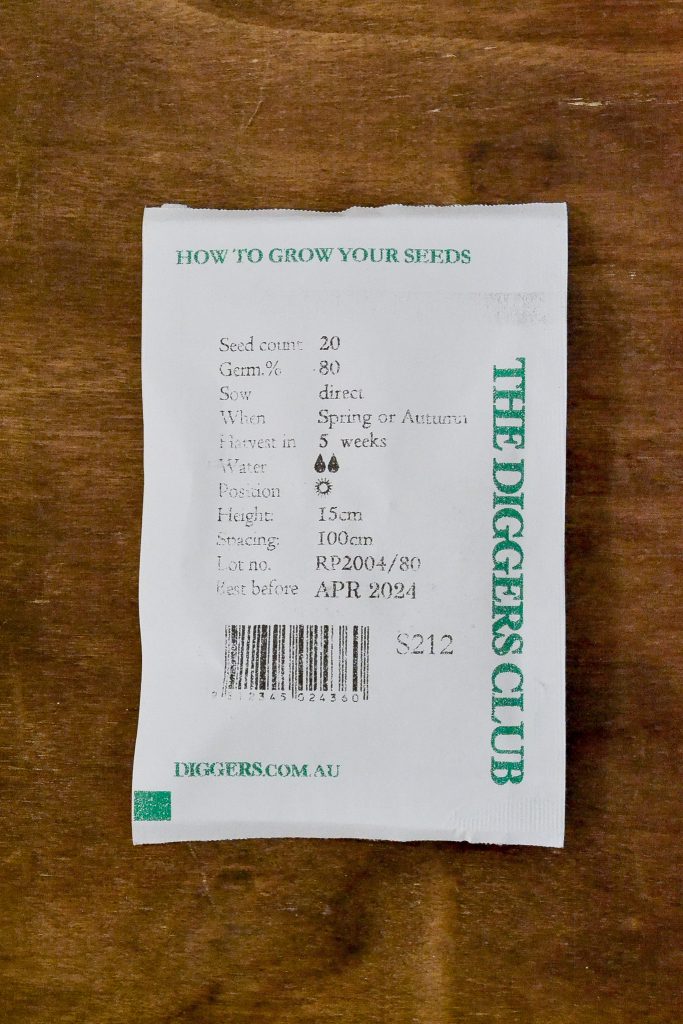 HOW TO GROW YOUR SEEDS
Seed count 20
Germ.% 80
Sow direct
When Spring or Autumn
Harvest in 5 weeks
Water
Position
Height: 15cm
Spacing: 100cm
Lot no. RP2004/80
Best before APR 2024
S212
024360
DIGGERS.COM.AU
THE DIGGERS CLUB